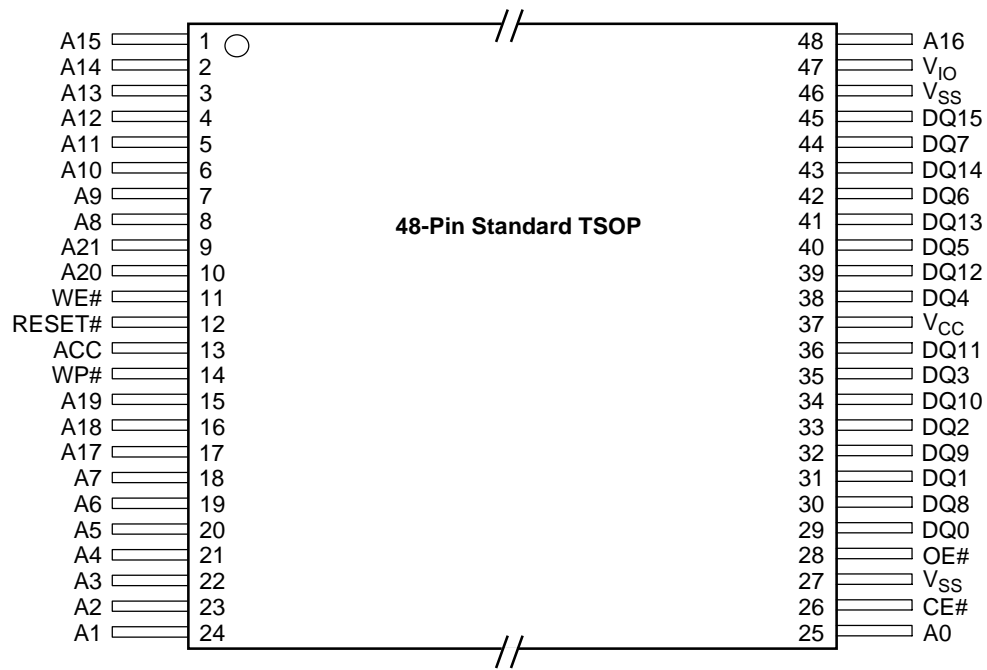 A15 1 48 A16
A14 2 47 VIO
A13 3 46 VSS
A12 4 45 DQ15
A11 5 44 DQ7
A10 6 43 DQ14
A9 7 42 DQ6
A8 8 41 DQ13
48-Pin Standard TSOP
A21 9 40 DQ5
A20 10 39 DQ12
WE# 11 38 DQ4
RESET# 12 37 VCC
ACC 13 36 DQ11
WP# 14 35 DQ3
A19 15 34 DQ10
A18 16 33 DQ2
A17 17 32 DQ9
A7 18 31 DQ1
A6 19 30 DQ8
A5 20 29 DQ0
A4 21 28 OE#
A3 22 27 VSS
A2 23 26 CE#
A1 24 25 A0